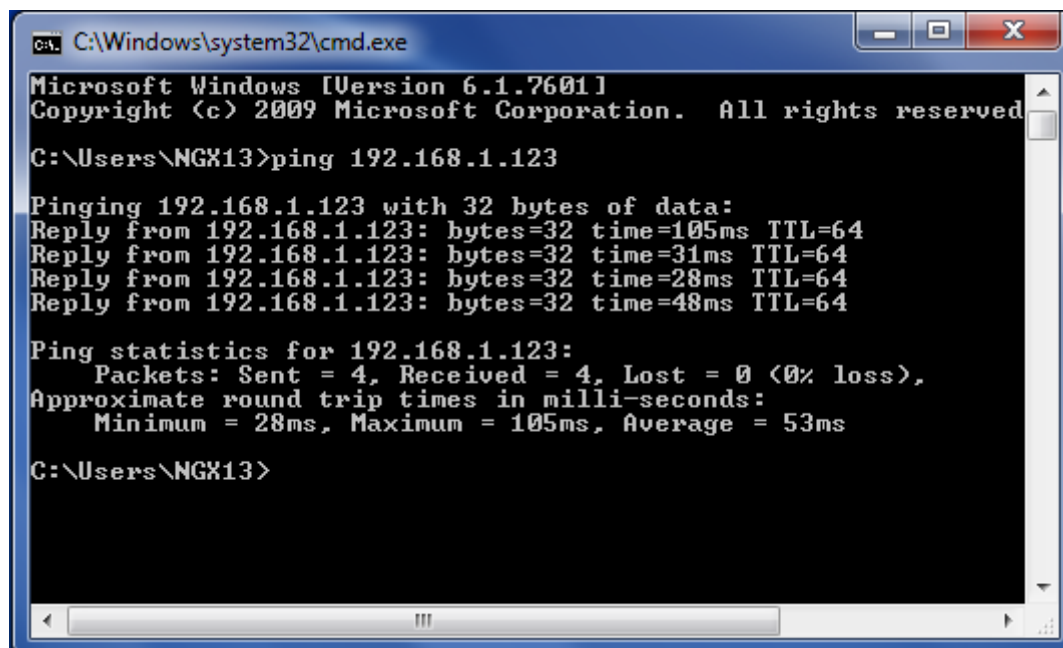 C:\Windows\system32\cmd.exe
Microsoft Windows [Version 6.1.7601]
Copyright (c) 2009 Microsoft Corporation.  All rights reserved
C:\Users\NGX13>ping 192.168.1.123
Pinging 192.168.1.123 with 32 bytes of data:
Reply from 192.168.1.123: bytes=32 time=105ms TTL=64
Reply from 192.168.1.123: bytes=32 time=31ms TTL=64
Reply from 192.168.1.123: bytes=32 time=28ms TTL=64
Reply from 192.168.1.123: bytes=32 time=48ms TTL=64
Ping statistics for 192.168.1.123:
    Packets: Sent = 4, Received = 4, Lost = 0 (0% loss),
Approximate round trip times in milli-seconds:
    Minimum = 28ms, Maximum = 105ms, Average = 53ms
C:\Users\NGX13>